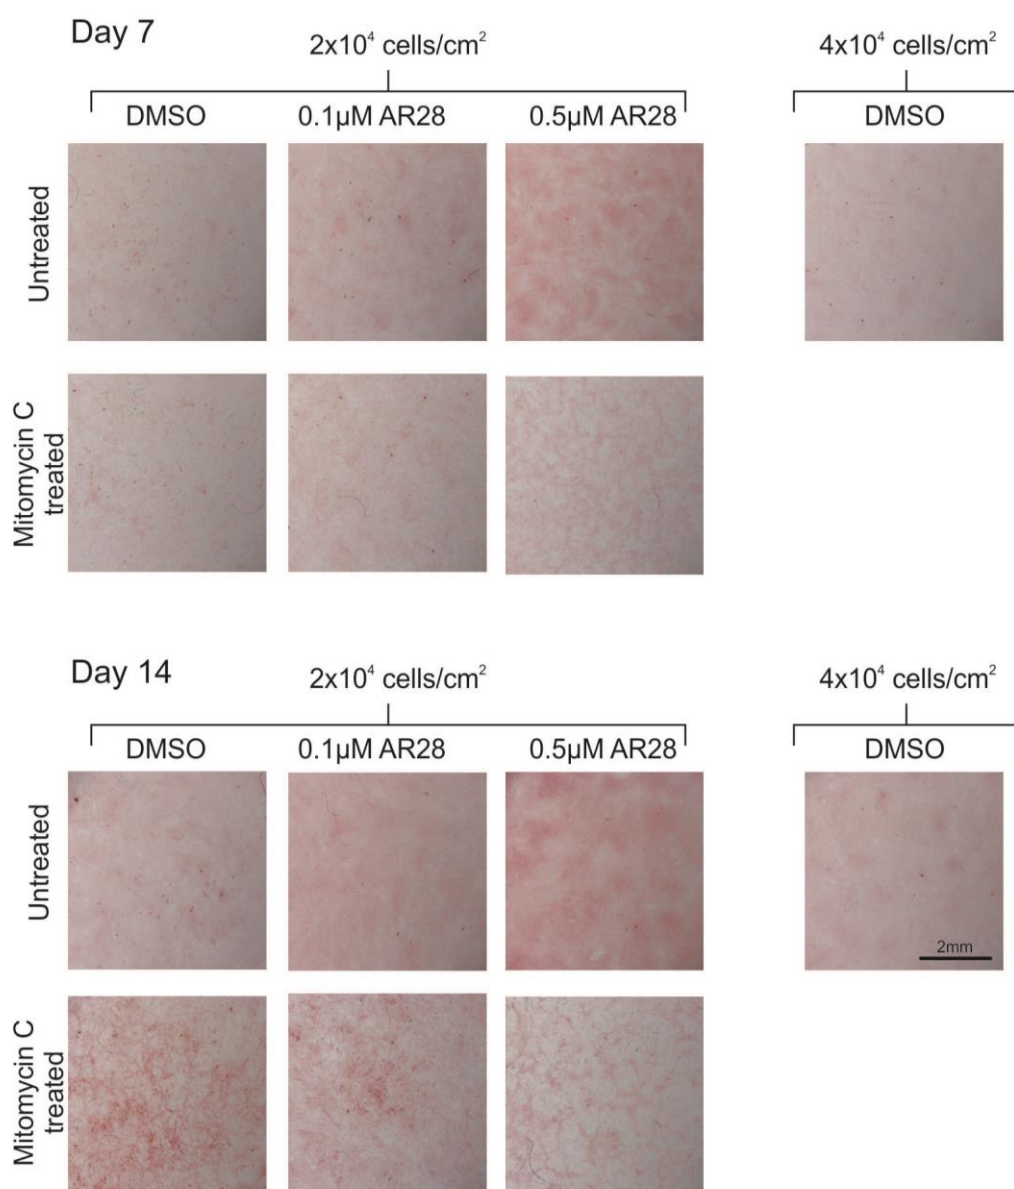 Day 7
2x10⁴ cells/cm²
4x10⁴ cells/cm²
DMSO
0.1µM AR28
0.5µM AR28
DMSO
Untreated
Mitomycin C
treated
Day 14
2x10⁴ cells/cm²
4x10⁴ cells/cm²
DMSO
0.1µM AR28
0.5µM AR28
DMSO
Untreated
2mm
Mitomycin C
treated